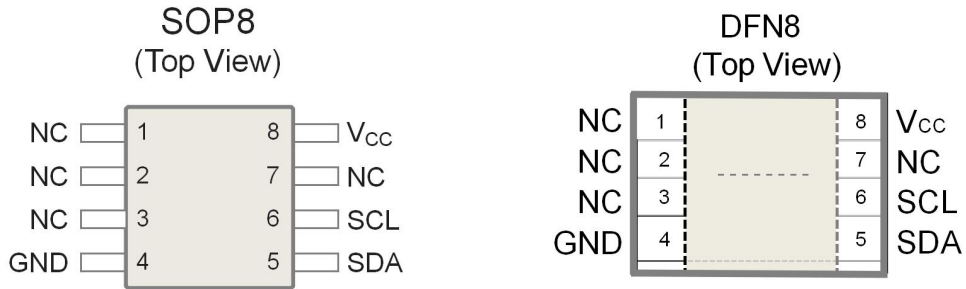 SOP8
(Top View)
NC 1 8 VCC
NC 2 7 NC
NC 3 6 SCL
GND 4 5 SDA
DFN8
(Top View)
NC 1 8 VCC
NC 2 7 NC
NC 3 6 SCL
GND 4 5 SDA